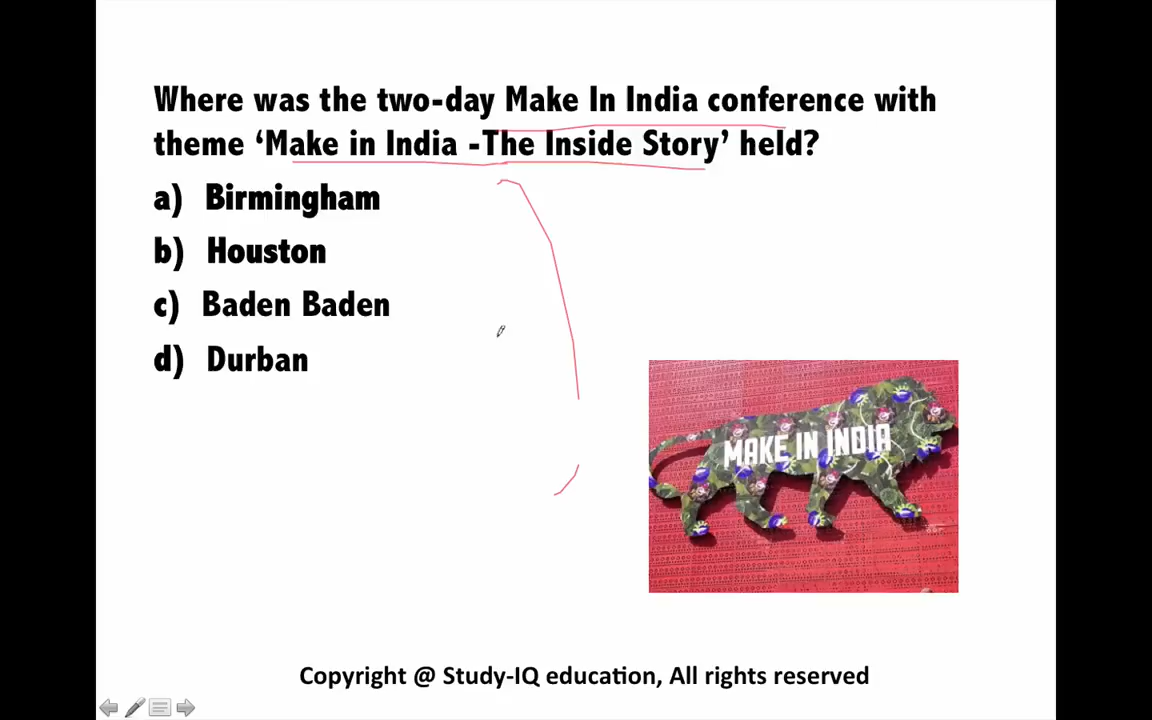 Where was the two-day Make In India conference with
theme ‘Make in India -The Inside Story’ held?
a) Birmingham
b) Houston
c) Baden Baden
d) Durban
MAKE IN INDIA
Copyright @ Study-IQ education, All rights reserved